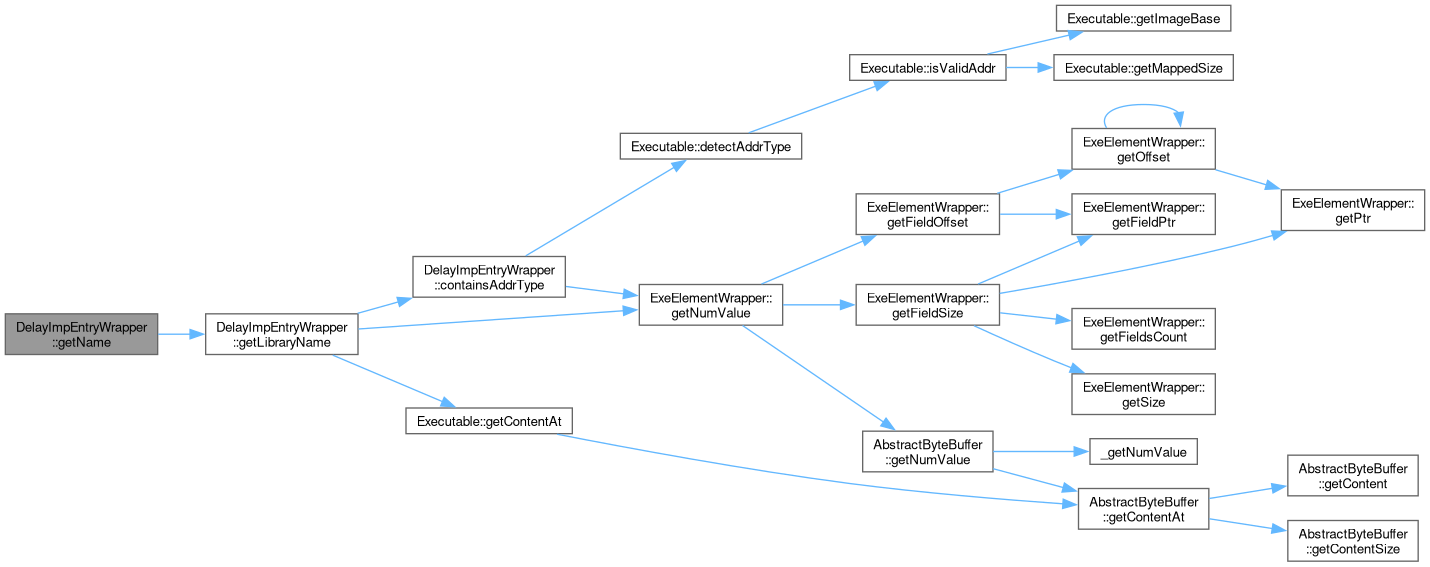 Executable::getImageBase
Executable::isValidAddr
Executable::getMappedSize
Executable::detectAddrType
ExeElementWrapper::
getOffset
ExeElementWrapper::
getFieldOffset
ExeElementWrapper::
getFieldPtr
ExeElementWrapper::
getPtr
DelayImpEntryWrapper
::containsAddrType
ExeElementWrapper::
getNumValue
ExeElementWrapper::
getFieldSize
DelayImpEntryWrapper
::getName
DelayImpEntryWrapper
::getLibraryName
ExeElementWrapper::
getFieldsCount
ExeElementWrapper::
getSize
Executable::getContentAt
AbstractByteBuffer
::getNumValue
_getNumValue
AbstractByteBuffer
::getContent
AbstractByteBuffer
::getContentAt
AbstractByteBuffer
::getContentSize